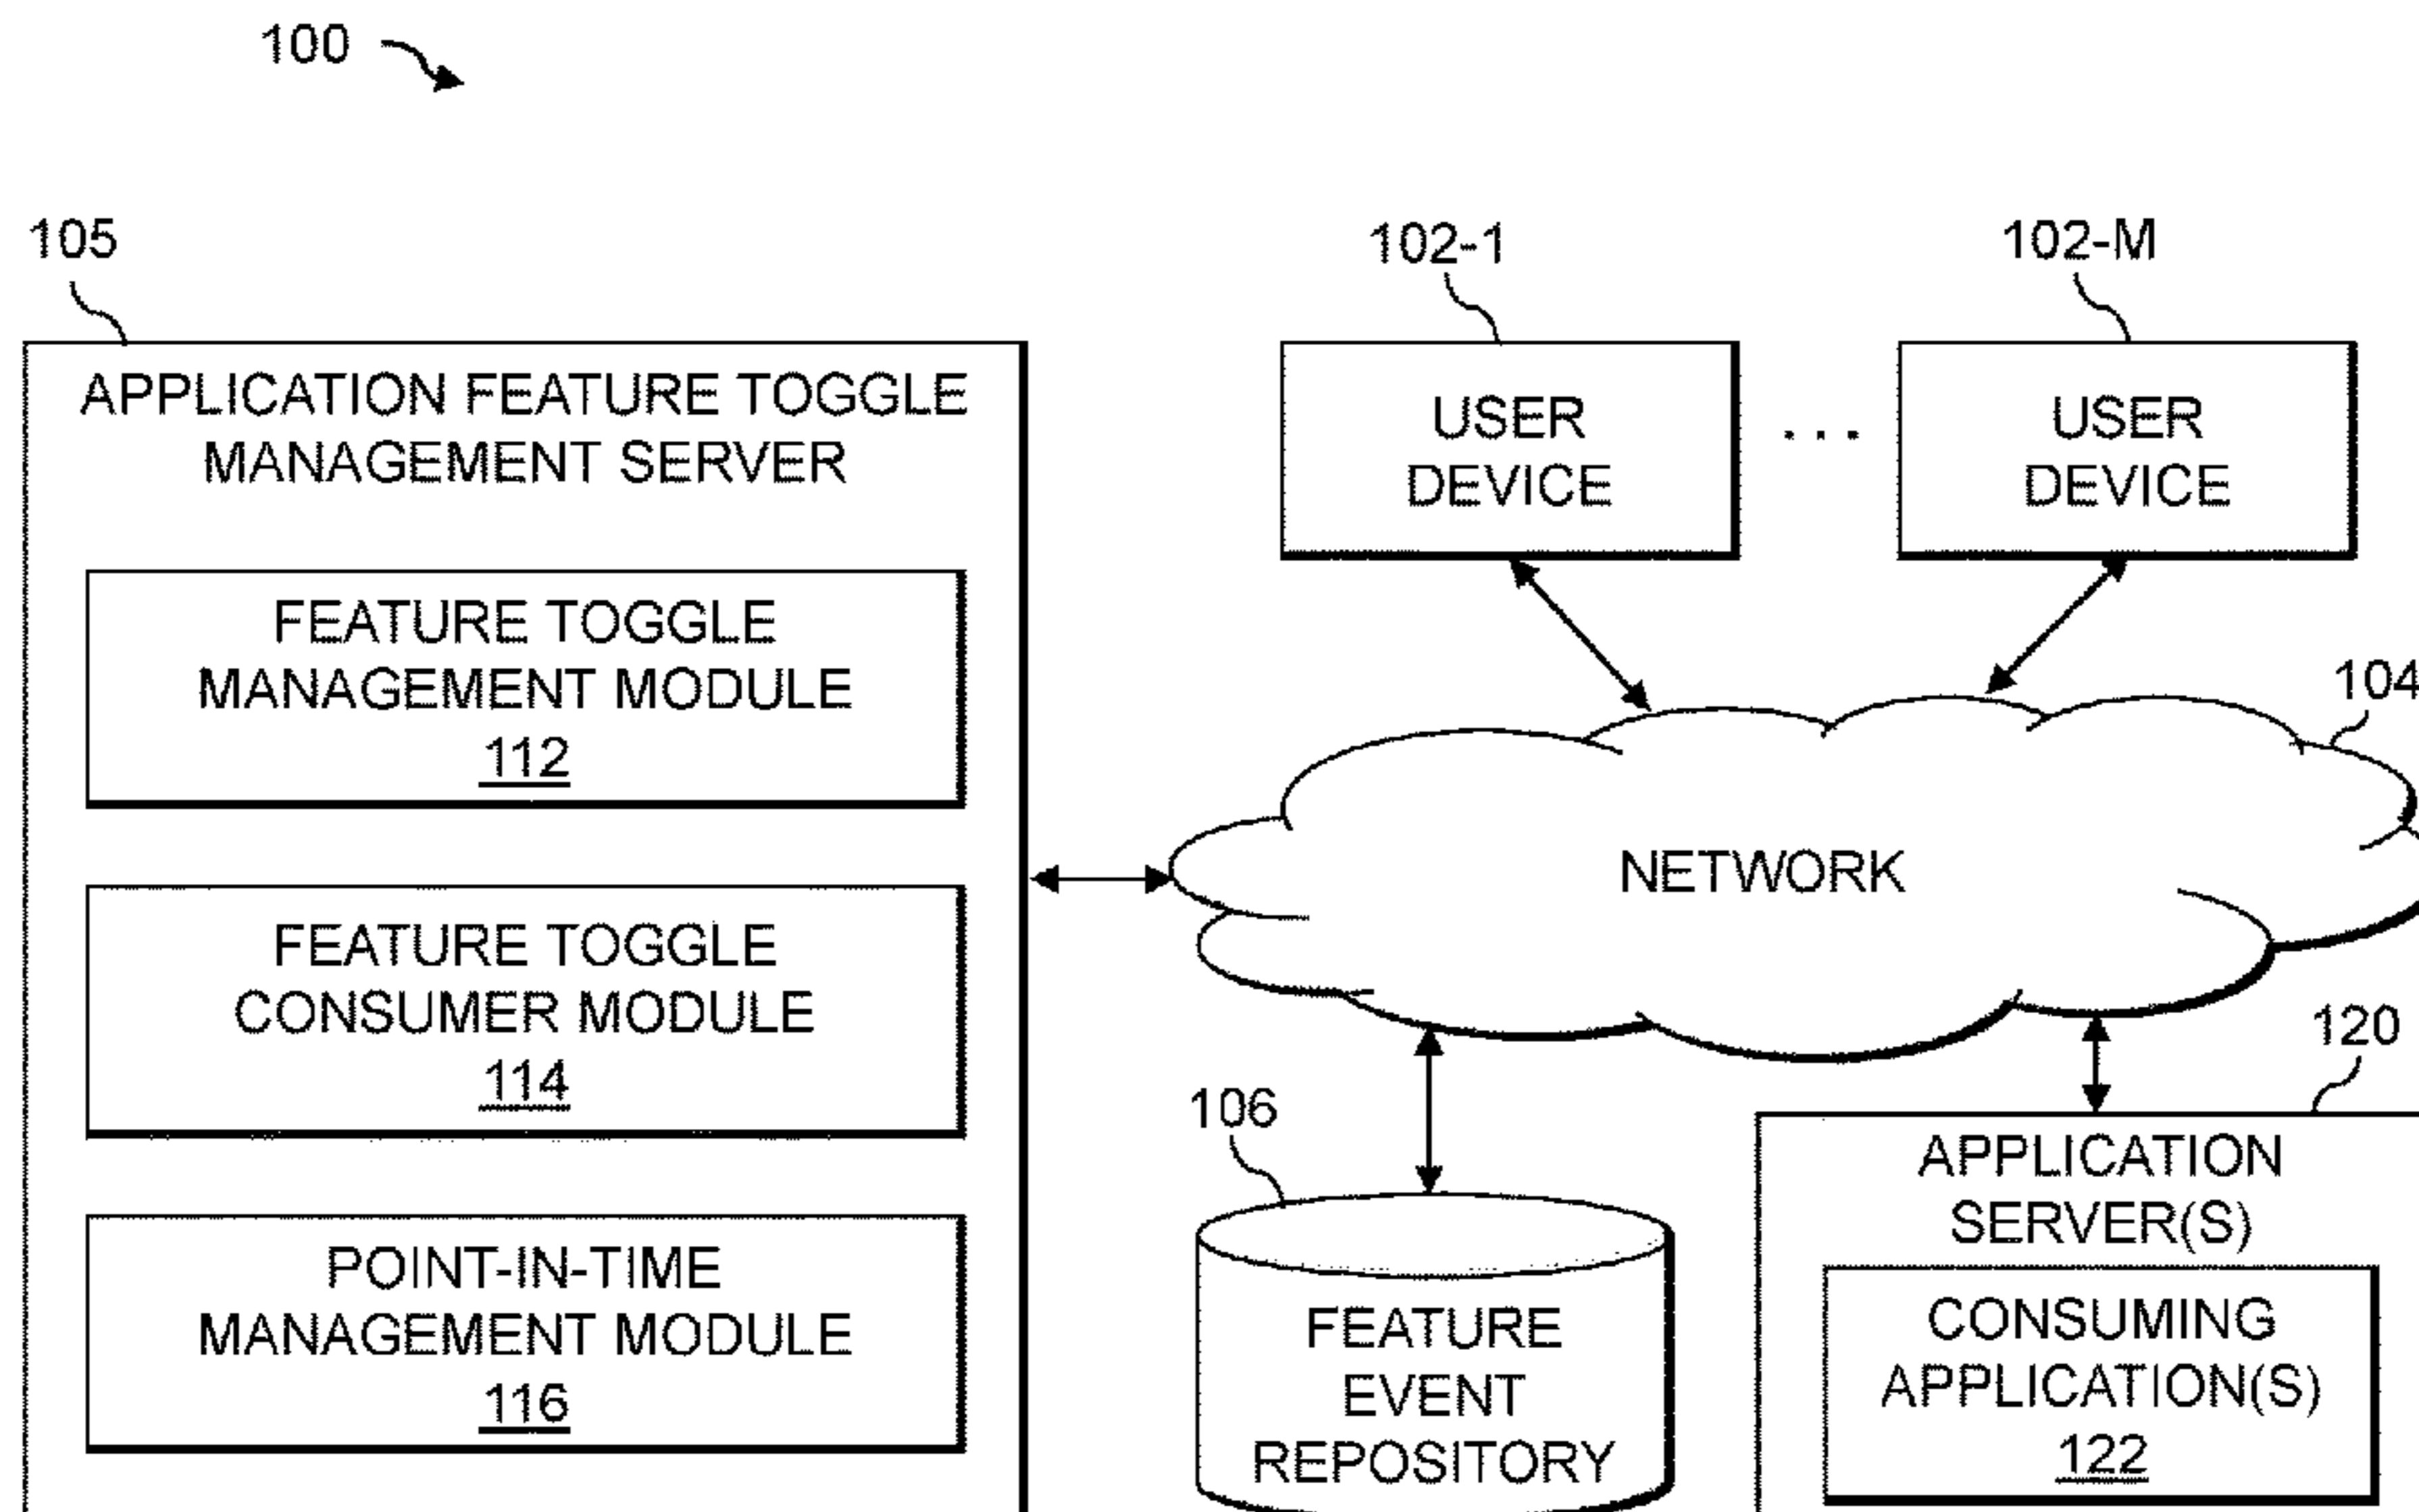 100
105
APPLICATION FEATURE TOGGLE
MANAGEMENT SERVER
FEATURE TOGGLE
MANAGEMENT MODULE
112
FEATURE TOGGLE
CONSUMER MODULE
114
POINT-IN-TIME
MANAGEMENT MODULE
116
102-1
USER
DEVICE
...
102-M
USER
DEVICE
104
NETWORK
106
FEATURE
EVENT
REPOSITORY
120
APPLICATION
SERVER(S)
CONSUMING
APPLICATION(S)
122